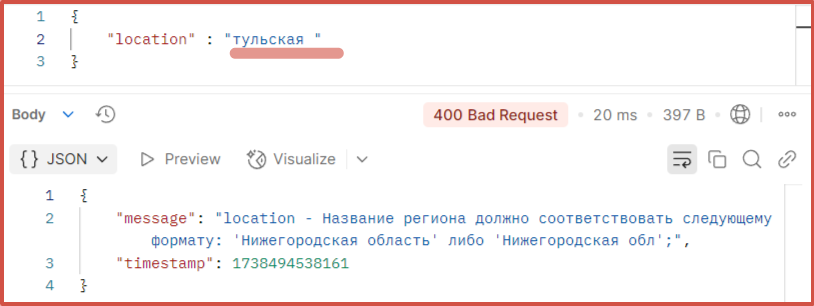 1 {
2 "location" : "тульская "
3 }
Body 400 Bad Request 20 ms 397 B
{} JSON Preview Visualize
1 {
2 "message": "location - Название региона должно соответствовать следующему
формату: 'Нижегородская область' либо 'Нижегородская обл';",
3 "timestamp": 1738494538161
4 }